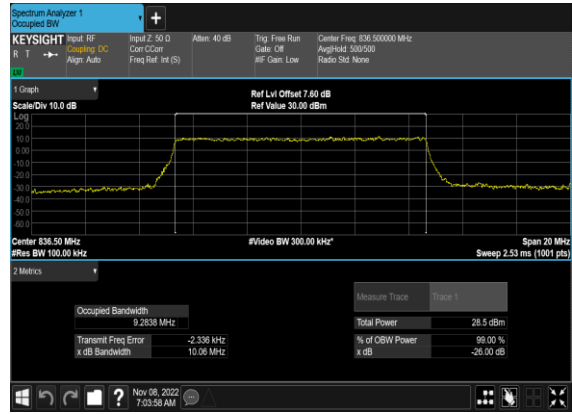 Spectrum Analyzer 1
Occupied BW
KEYSIGHT Input: RF Input Z: 50 Ω Atten: 40 dB Trig: Free Run Center Freq: 836.500000 MHz
R T Coupling: DC Corr CCorr Gate: Off Avg|Hold: 500/500
Align: Auto Freq Ref: Int (S) #IF Gain: Low Radio Std: None
LW
1 Graph
Ref Lvl Offset 7.60 dB
Scale/Div 10.0 dB Ref Value 30.00 dBm
Log
20.0
10.0
0.00
-10.0
-20.0
-30.0
-40.0
-50.0
-60.0
Center 836.50 MHz #Video BW 300.00 kHz* Span 20 MHz
#Res BW 100.00 kHz Sweep 2.53 ms (1001 pts)
2 Metrics
Measure Trace Trace 1
Occupied Bandwidth
9.2838 MHz Total Power 28.5 dBm
Transmit Freq Error -2.336 kHz % of OBW Power 99.00 %
x dB Bandwidth 10.06 MHz x dB -26.00 dB
Nov 08, 2022
7:03:58 AM